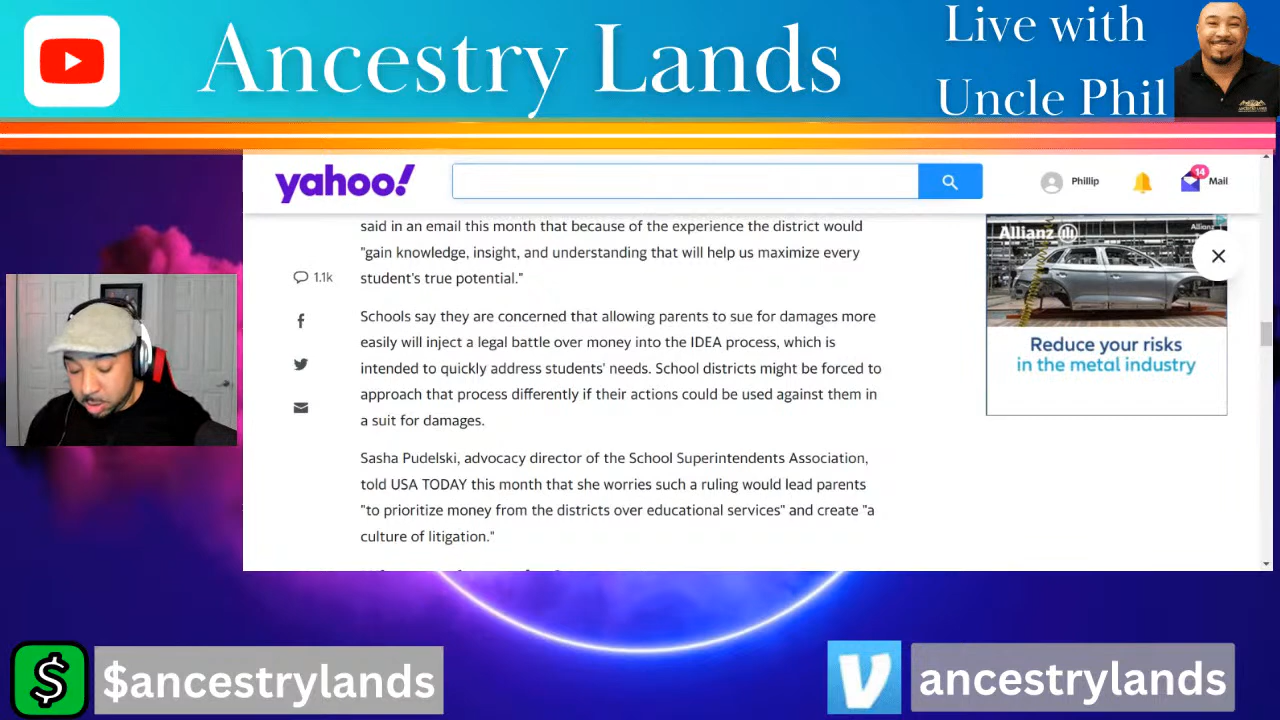 Ancestry Lands
Live with
Uncle Phil
yahoo!
Phillip
14
Mail
said in an email this month that because of the experience the district would
"gain knowledge, insight, and understanding that will help us maximize every
student's true potential."
1.1k
Schools say they are concerned that allowing parents to sue for damages more
easily will inject a legal battle over money into the IDEA process, which is
intended to quickly address students' needs. School districts might be forced to
approach that process differently if their actions could be used against them in
a suit for damages.
Sasha Pudelski, advocacy director of the School Superintendents Association,
told USA TODAY this month that she worries such a ruling would lead parents
"to prioritize money from the districts over educational services" and create "a
culture of litigation."
Allianz
Allianz
Reduce your risks
in the metal industry
$ancestrylands
ancestrylands